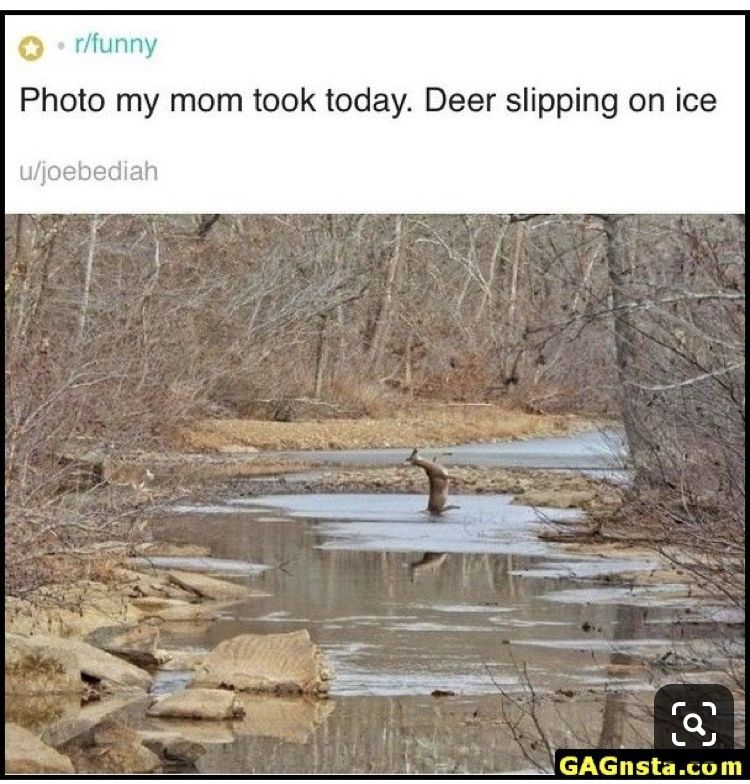 • r/funny
Photo my mom took today. Deer slipping on ice
u/joebediah
GAGnsta.com